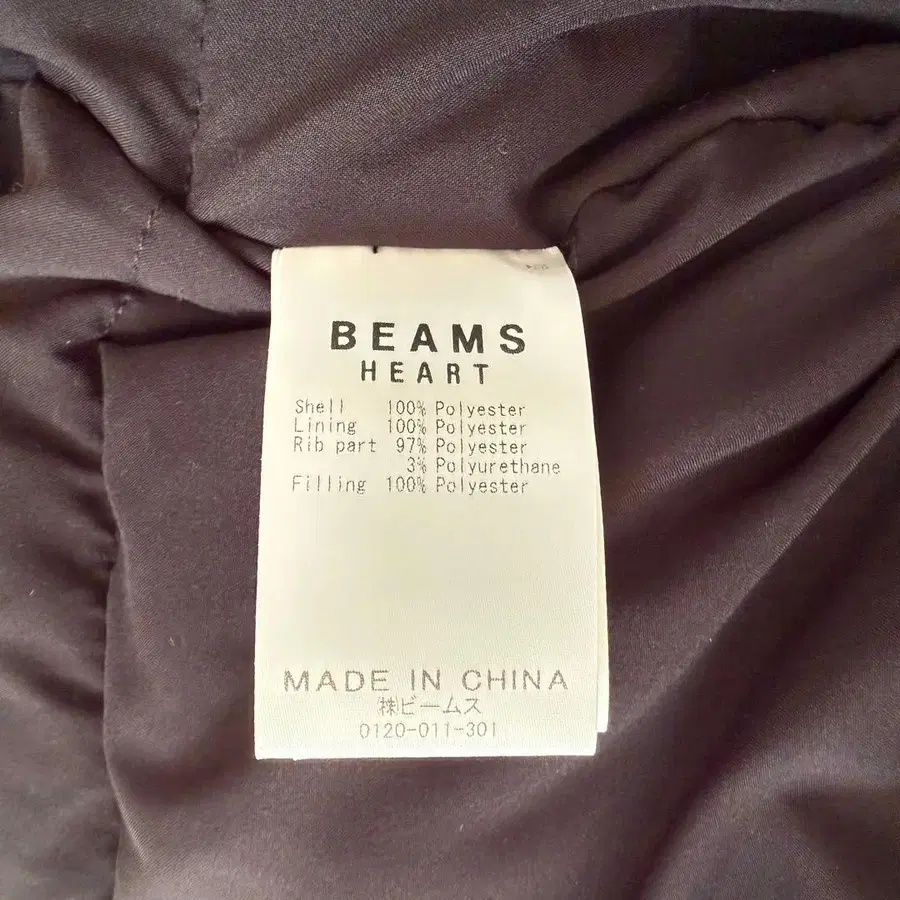 BEAMS
HEART
Shell 100% Polyester
Lining 100% Polyester
Rib part 97% Polyester
3% Polyurethane
Filling 100% Polyester
MADE IN CHINA
㈱ビームス
0120-011-301